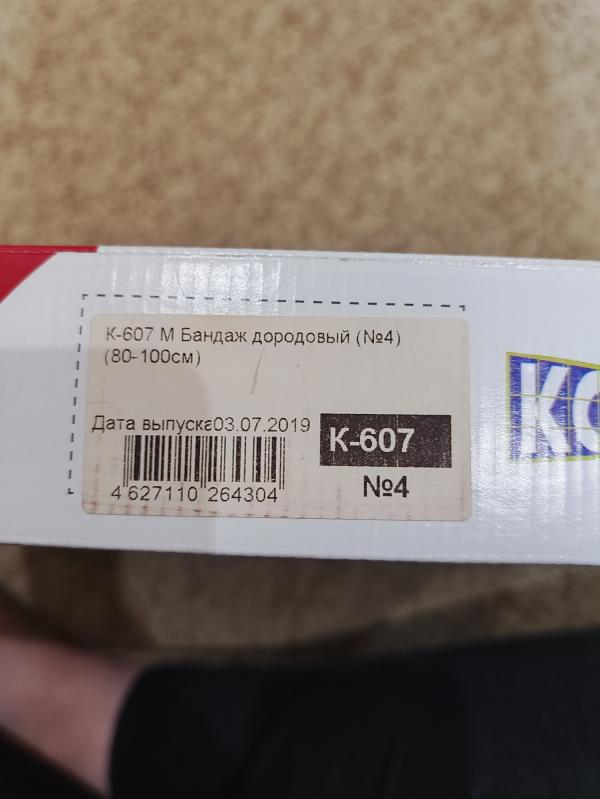 К-607 М Бандаж дородовый (№4)
(80-100см)
Дата выпуска03.07.2019
К-607
№4
4 627110 264304